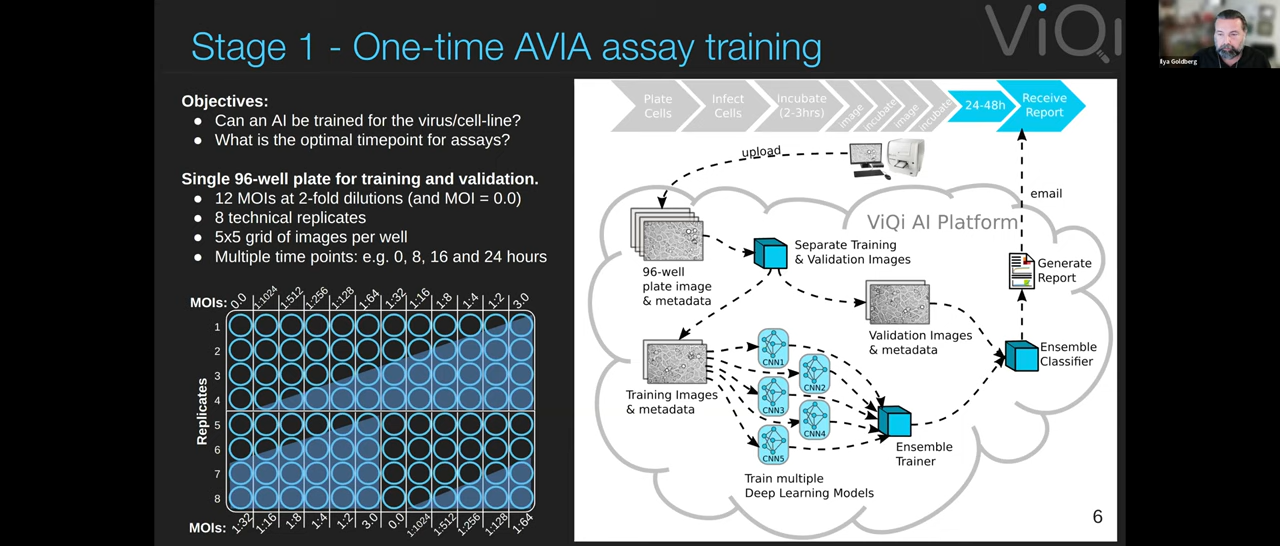 Stage 1 - One-time AVIA assay training
ViQi
Ilya Goldberg
Objectives:
● Can an AI be trained for the virus/cell-line?
● What is the optimal timepoint for assays?
Single 96-well plate for training and validation.
● 12 MOIs at 2-fold dilutions (and MOI = 0.0)
● 8 technical replicates
● 5x5 grid of images per well
● Multiple time points: e.g. 0, 8, 16 and 24 hours
MOIs: 0.0 1:1024 1:512 1:256 1:128 1:64 1:32 1:16 1:8 1:4 1:2 3.0
Replicates
1
2
3
4
5
6
7
8
MOIs: 1:32 1:16 1:8 1:4 1:2 3.0 0.0 1:1024 1:512 1:256 1:128 1:64
Plate
Cells
Infect
Cells
Incubate
(2-3hrs)
image
incubate
image
incubate
24-48h
Receive
Report
upload
email
ViQi AI Platform
96-well
plate image
& metadata
Separate Training
& Validation Images
Generate
Report
Validation Images
& metadata
Ensemble
Classifier
Training Images
& metadata
CNN1
CNN2
CNN3
CNN4
CNN5
Ensemble
Trainer
Train multiple
Deep Learning Models
6